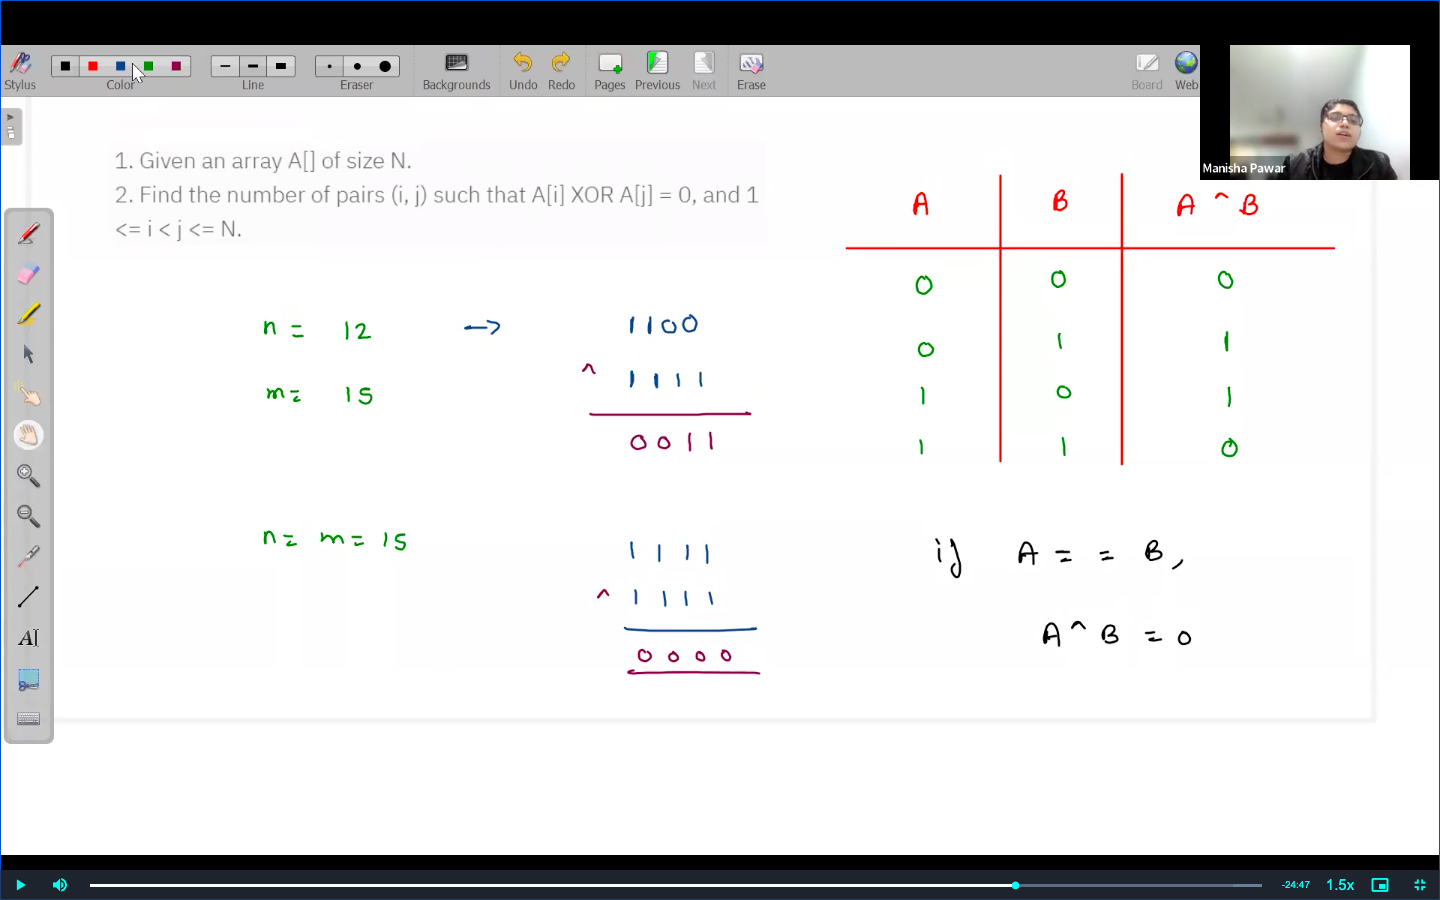 Stylus
Color
Line
Eraser
Backgrounds
Undo
Redo
Pages
Previous
Next
Erase
Board
Web
Manisha Pawar
1. Given an array A[] of size N.
2. Find the number of pairs (i, j) such that A[i] XOR A[j] = 0, and 1
<= i < j <= N.
A B A ^ B
0 0 0
0 1 1
1 0 1
1 1 0
n = 12 → 1100
m = 15 ^ 1111
0011
n = m = 15 1111
^ 1111
0000
if A == B,
A ^ B = 0
AI
-24:47
1.5x